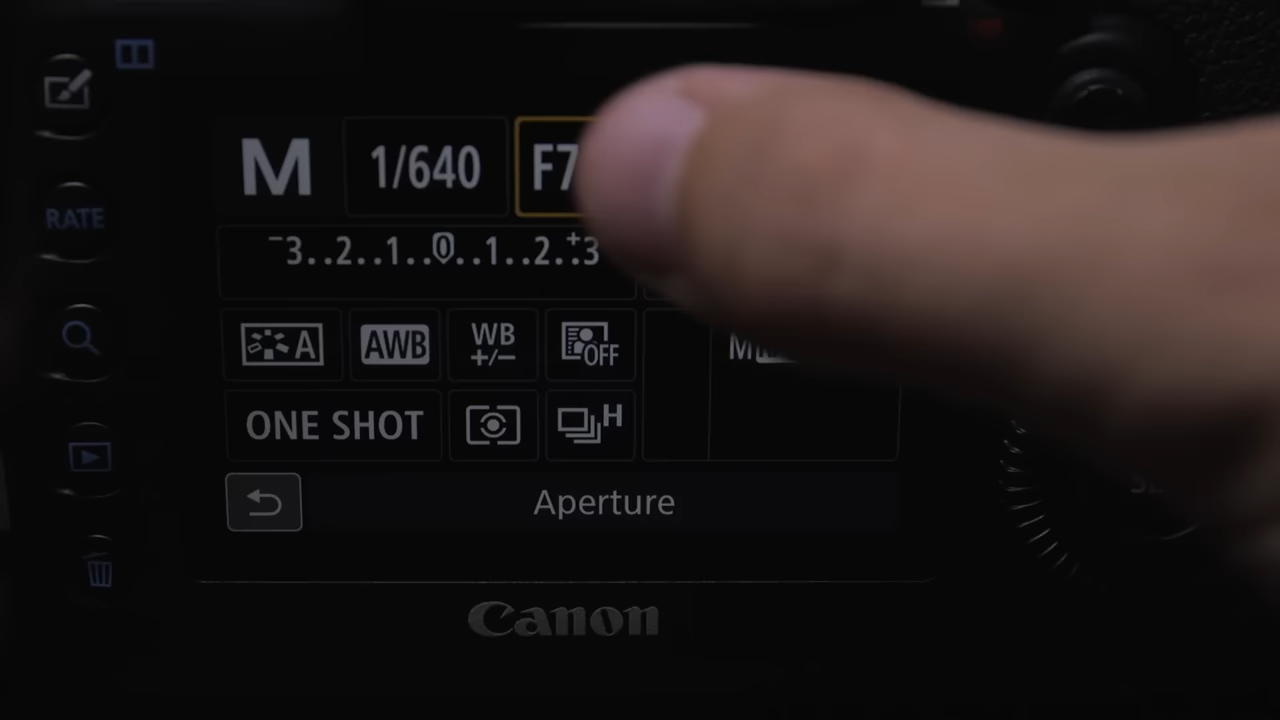 M 1/640 F7
RATE
-3..2..1..0..1..2..+3
A AWB WB +/- OFF
ONE SHOT H
Aperture
Canon